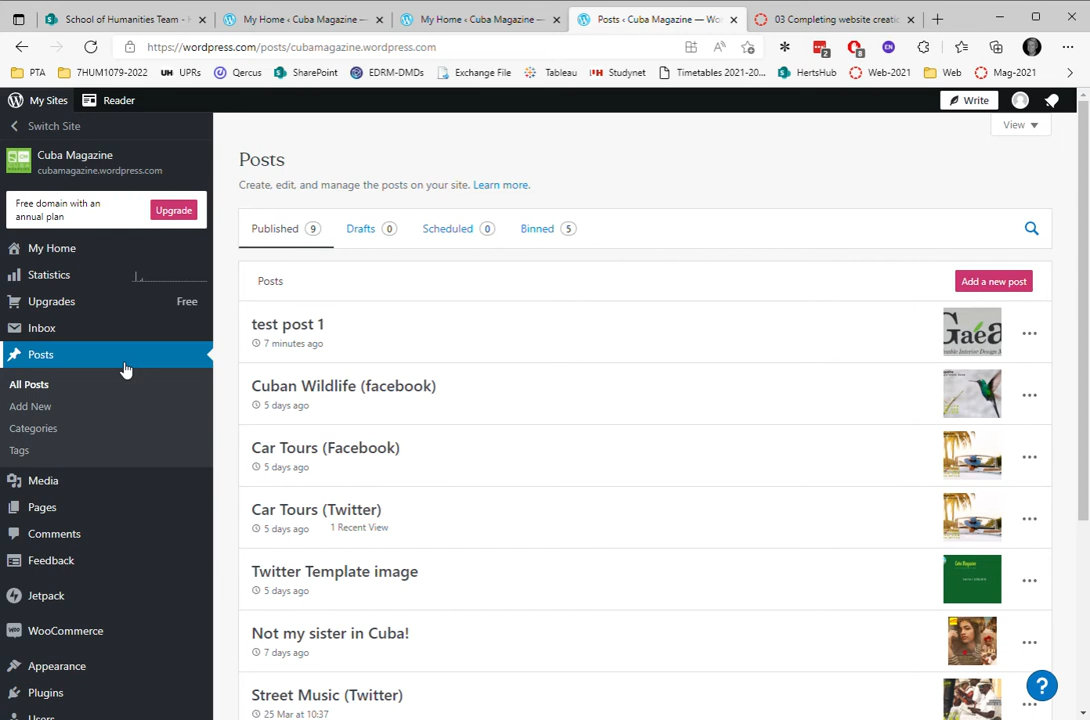 School of Humanities Team -
My Home ‹ Cuba Magazine —
My Home ‹ Cuba Magazine —
Posts ‹ Cuba Magazine — Wo
03 Completing website creati
https://wordpress.com/posts/cubamagazine.wordpress.com
PTA
7HUM1079-2022
UH UPRs
Qercus
SharePoint
EDRM-DMDs
Exchange File
Tableau
Studynet
Timetables 2021-20...
HertsHub
Web-2021
Web
Mag-2021
My Sites
Reader
Write
Switch Site
View
Cuba Magazine
cubamagazine.wordpress.com
Free domain with an
annual plan
Upgrade
My Home
Statistics
Upgrades
Free
Inbox
Posts
All Posts
Add New
Categories
Tags
Media
Pages
Comments
Feedback
Jetpack
WooCommerce
Appearance
Plugins
Users
Posts
Create, edit, and manage the posts on your site. Learn more.
Published 9
Drafts 0
Scheduled 0
Binned 5
Posts
Add a new post
test post 1
7 minutes ago
Gaéa
Cuban Wildlife (facebook)
5 days ago
Car Tours (Facebook)
5 days ago
Car Tours (Twitter)
5 days ago
1 Recent View
Twitter Template image
5 days ago
Not my sister in Cuba!
7 days ago
Street Music (Twitter)
25 Mar at 10:37
?